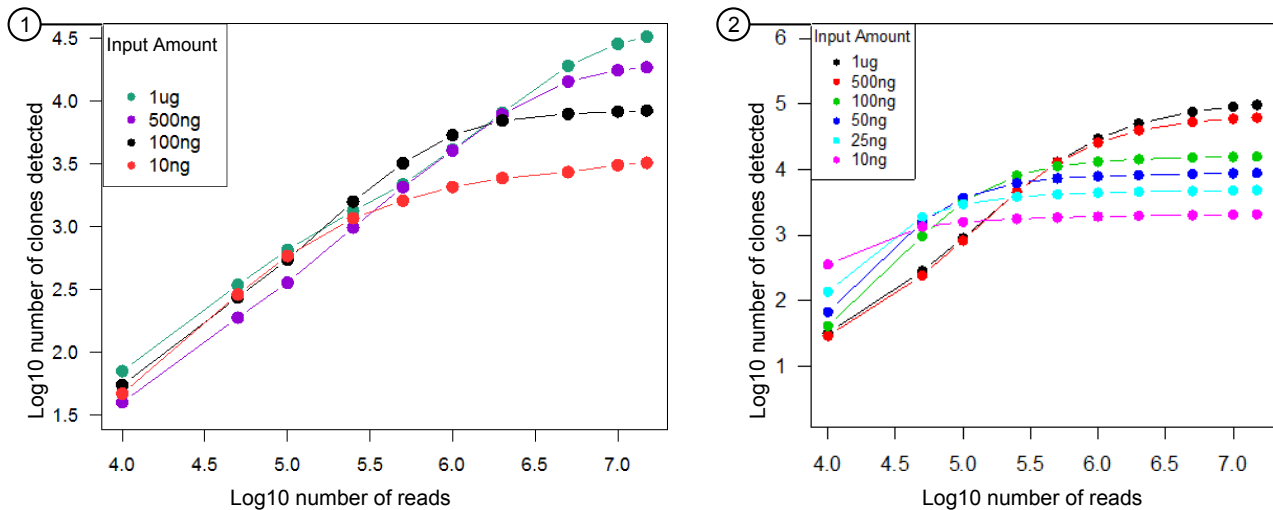 1
Input Amount
1ug
500ng
100ng
10ng
Log10 number of clones detected
4.5
4.0
3.5
3.0
2.5
2.0
1.5
4.0 4.5 5.0 5.5 6.0 6.5 7.0
Log10 number of reads
2
Input Amount
1ug
500ng
100ng
50ng
25ng
10ng
Log10 number of clones detected
6
5
4
3
2
1
4.0 4.5 5.0 5.5 6.0 6.5 7.0
Log10 number of reads